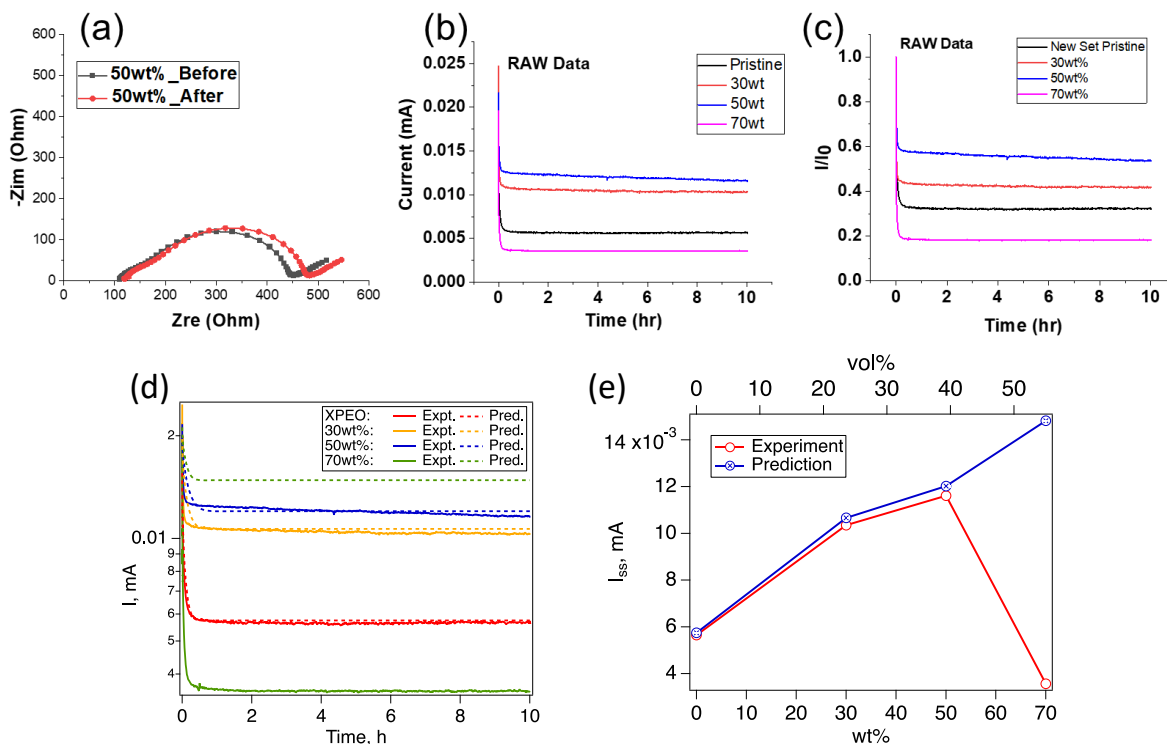 (a)
600
500
400
300
200
100
0
-Zim (Ohm)
50wt%_Before
50wt%_After
0 100 200 300 400 500 600
Zre (Ohm)
(b)
RAW Data
0.025
0.020
0.015
0.010
0.005
0.000
Current (mA)
Pristine
30wt
50wt
70wt
0 2 4 6 8 10
Time (hr)
(c)
RAW Data
1.0
0.8
0.6
0.4
0.2
0.0
I/I0
New Set Pristine
30wt%
50wt%
70wt%
0 2 4 6 8 10
Time (hr)
(d)
XPEO: Expt. Pred.
30wt%: Expt. Pred.
50wt%: Expt. Pred.
70wt%: Expt. Pred.
2
0.01
9
8
7
6
5
4
I, mA
0 2 4 6 8 10
Time, h
(e)
vol%
0 10 20 30 40 50
14 x10-3
12
10
8
6
4
Iss, mA
Experiment
Prediction
0 10 20 30 40 50 60 70
wt%